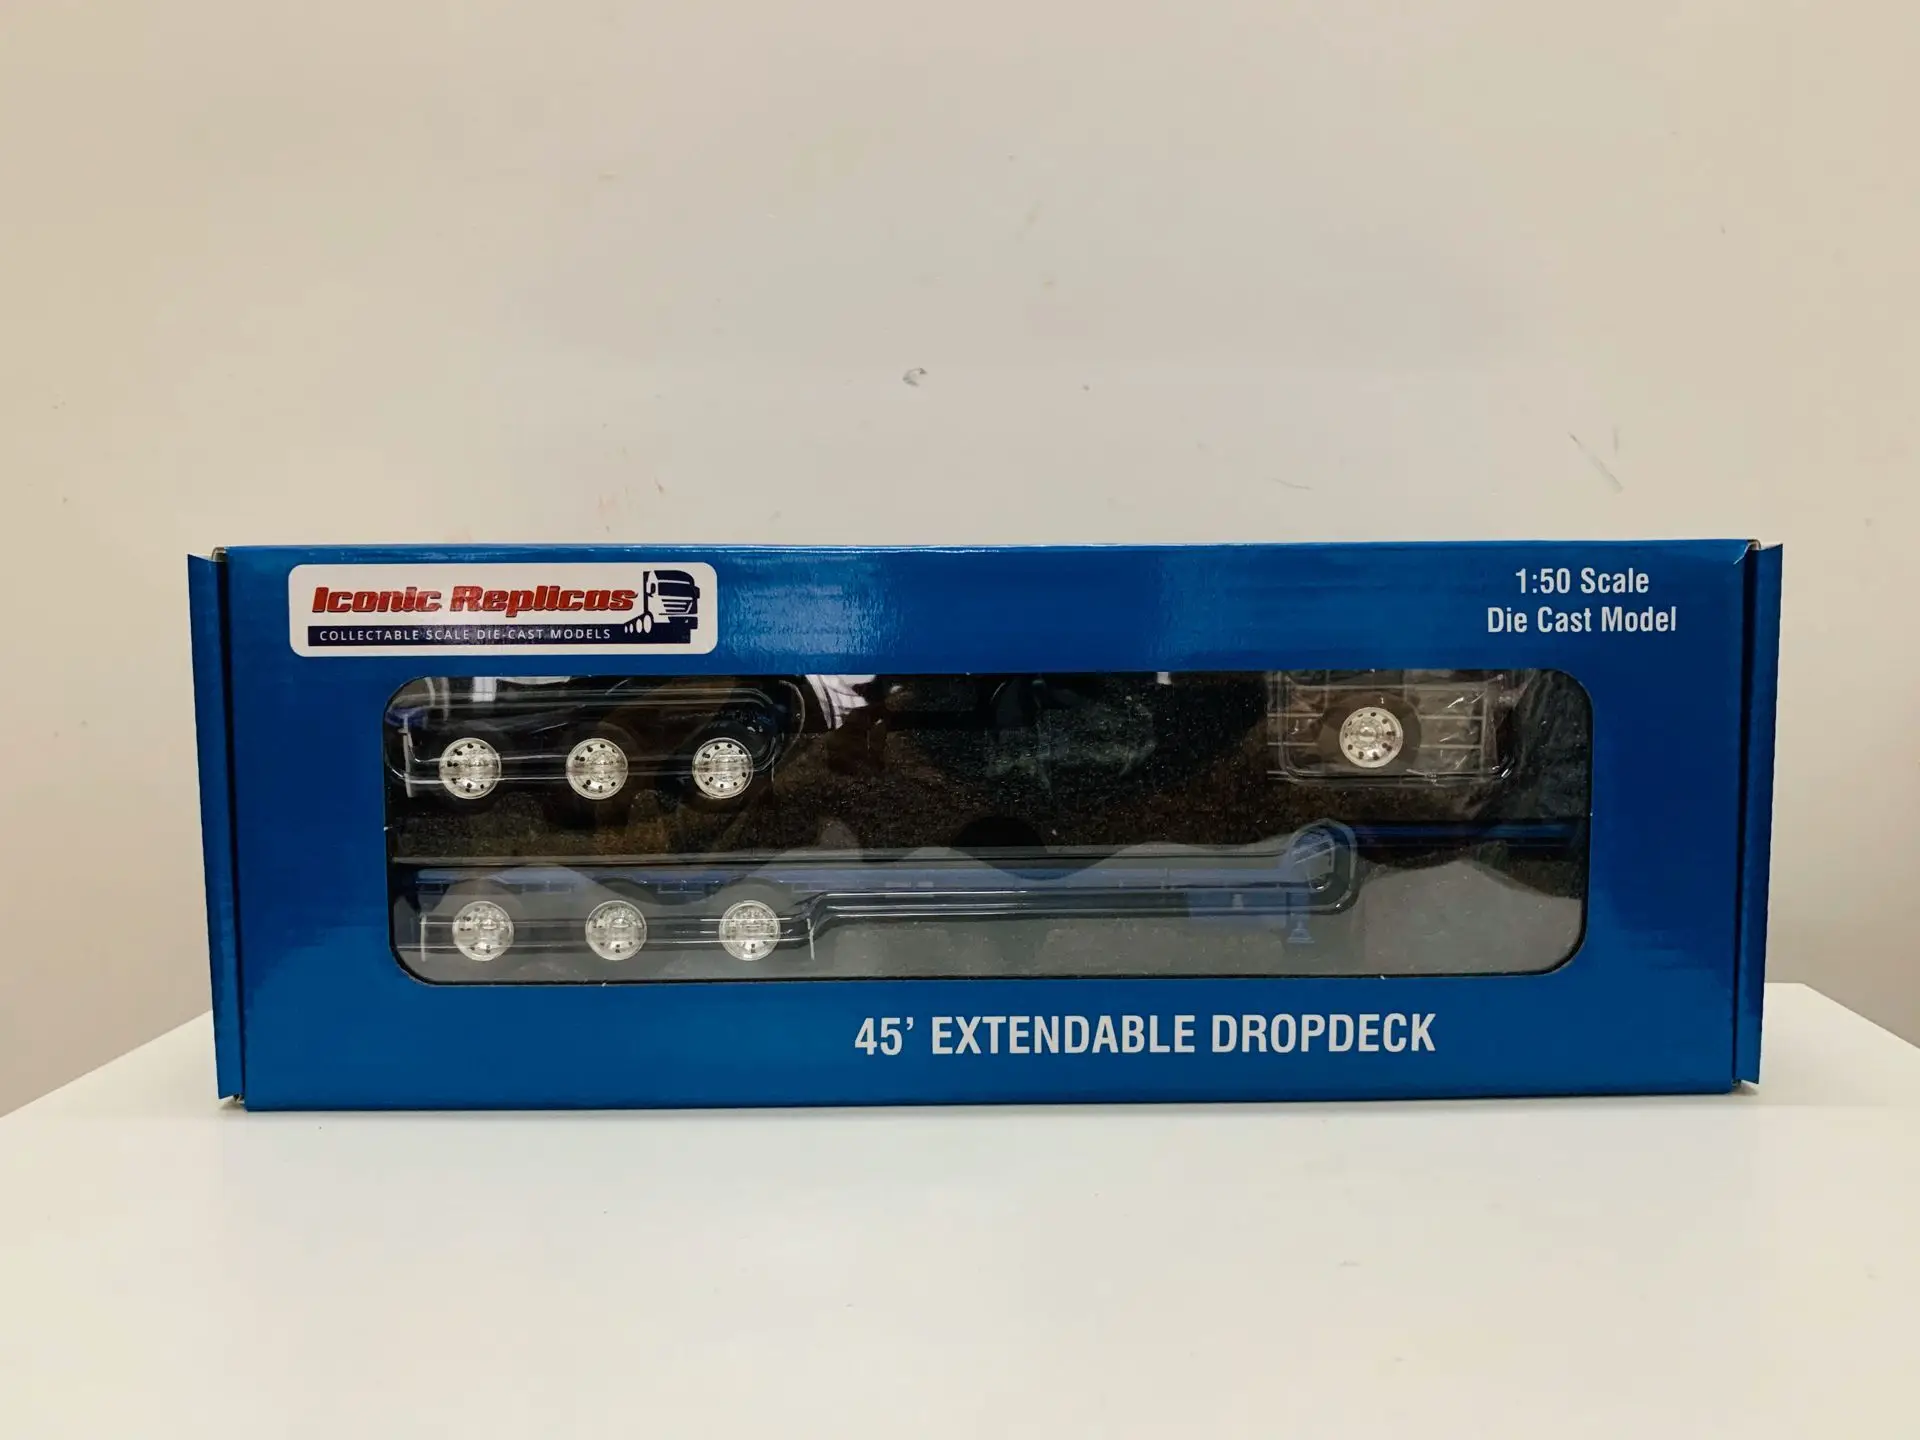 Iconic Replicas
COLLECTABLE SCALE DIE-CAST MODELS
1:50 Scale
Die Cast Model
45’ EXTENDABLE DROPDECK